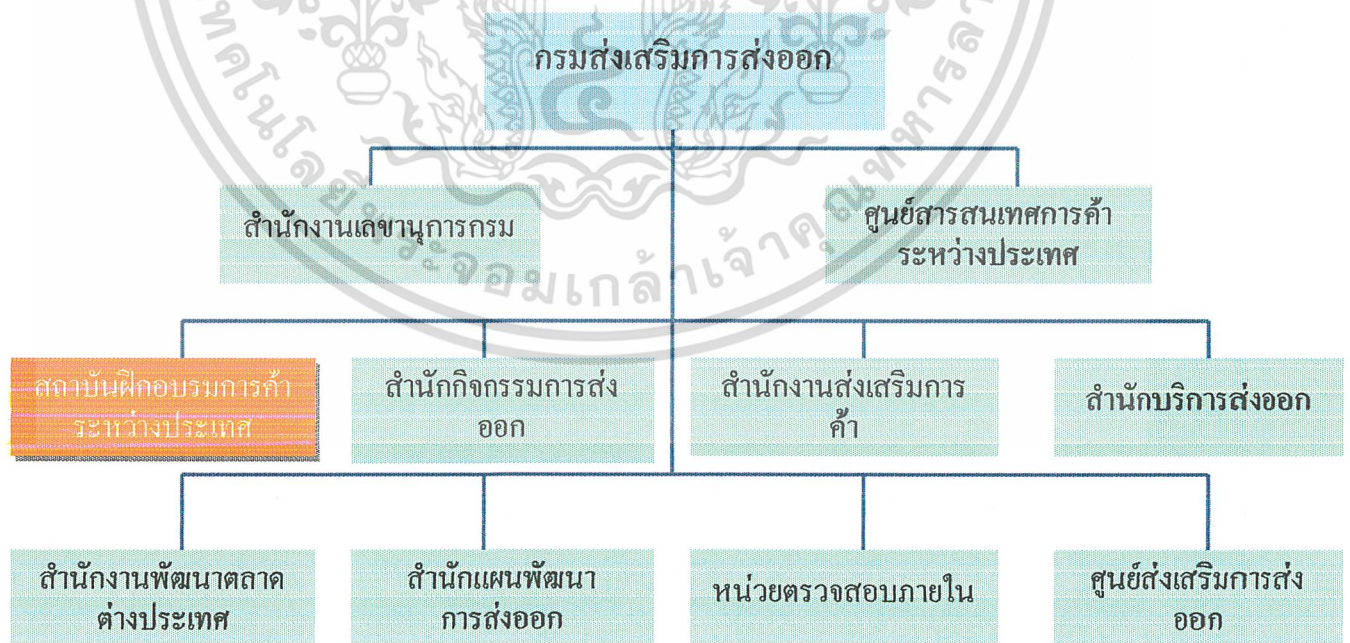 กรมส่งเสริมการส่งออก
สำนักงานเลขานุการกรม
ศูนย์สารสนเทศการค้า
ระหว่างประเทศ
สถาบันฝึกอบรมการค้า
ระหว่างประเทศ
สำนักกิจกรรมการส่ง
ออก
สำนักงานส่งเสริมการ
ค้า
สำนักบริการส่งออก
สำนักงานพัฒนาตลาด
ต่างประเทศ
สำนักแผนพัฒนา
การส่งออก
หน่วยตรวจสอบภายใน
ศูนย์ส่งเสริมการส่ง
ออก